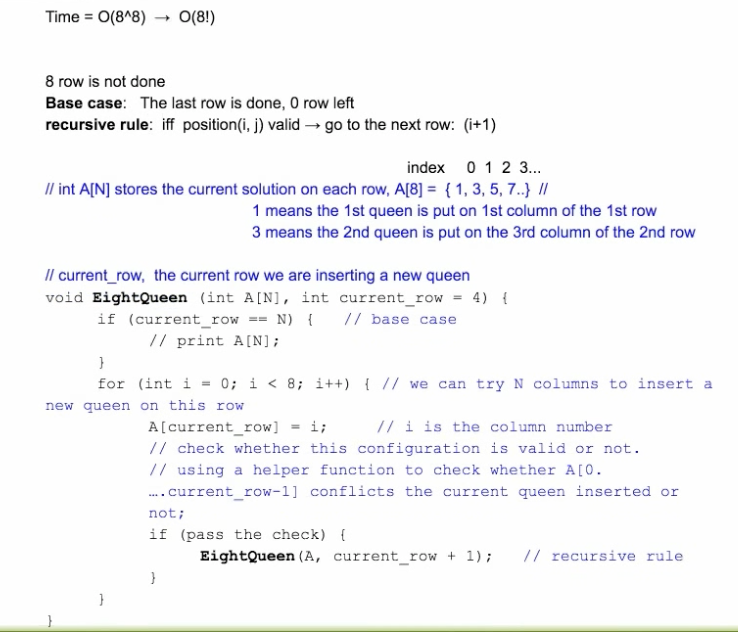 Time = O(8^8) → O(8!)
8 row is not done
Base case:   The last row is done, 0 row left
recursive rule:  iff  position(i, j) valid → go to the next row:  (i+1)
index    0  1  2  3...
// int A[N] stores the current solution on each row, A[8] =  { 1, 3, 5, 7..}  //
1 means the 1st queen is put on 1st column of the 1st row
3 means the 2nd queen is put on the 3rd column of the 2nd row
// current_row,  the current row we are inserting a new queen
void EightQueen (int A[N], int current_row = 4) {
if (current_row == N) {   // base case
// print A[N];
}
for (int i = 0; i < 8; i++) { // we can try N columns to insert a
new queen on this row
A[current_row] = i;     // i is the column number
// check whether this configuration is valid or not.
// using a helper function to check whether A[0.
….current_row-1] conflicts the current queen inserted or
not;
if (pass the check) {
EightQueen(A, current_row + 1);   // recursive rule
}
}
}